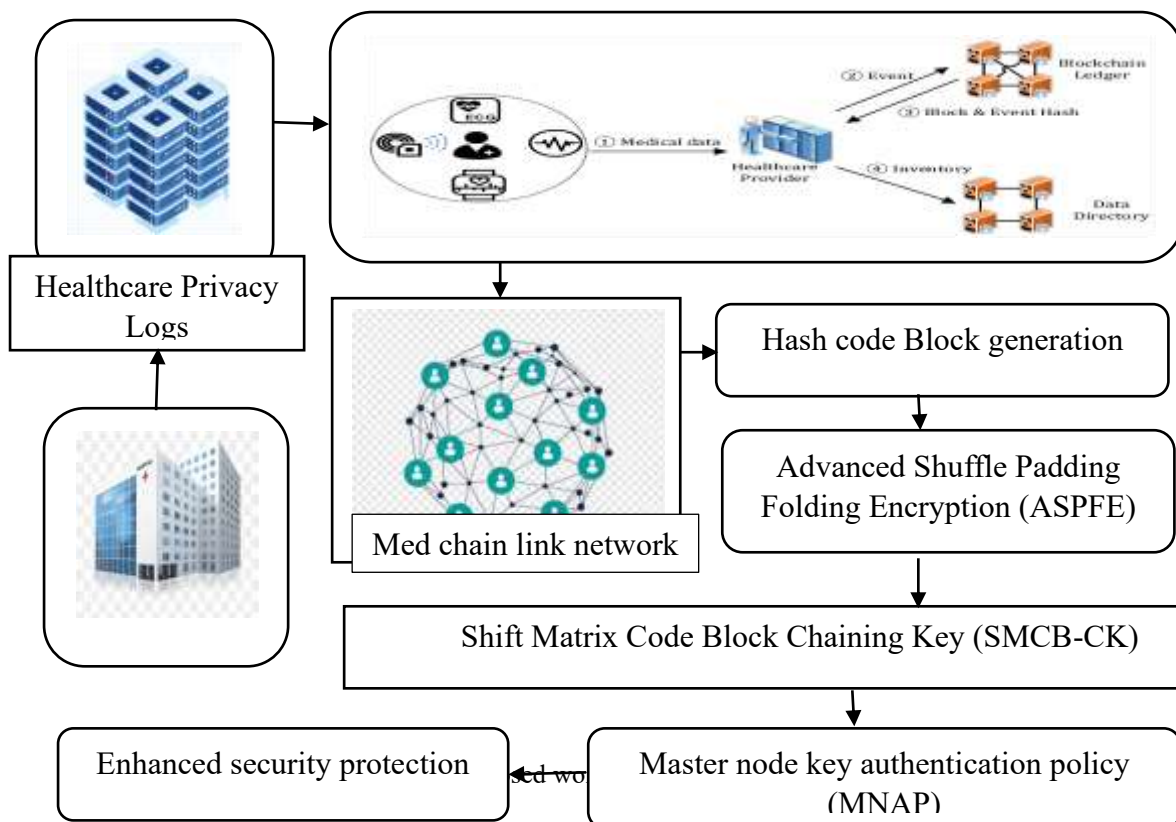 ECG
① Medical data
Healthcare
Provider
② Event
③ Block & Event Hash
④ Inventory
Blockchain
Ledger
Data
Directory
Healthcare Privacy
Logs
Med chain link network
Hash code Block generation
Advanced Shuffle Padding
Folding Encryption (ASPFE)
Shift Matrix Code Block Chaining Key (SMCB-CK)
Enhanced security protection
Master node key authentication policy
(MNAP)